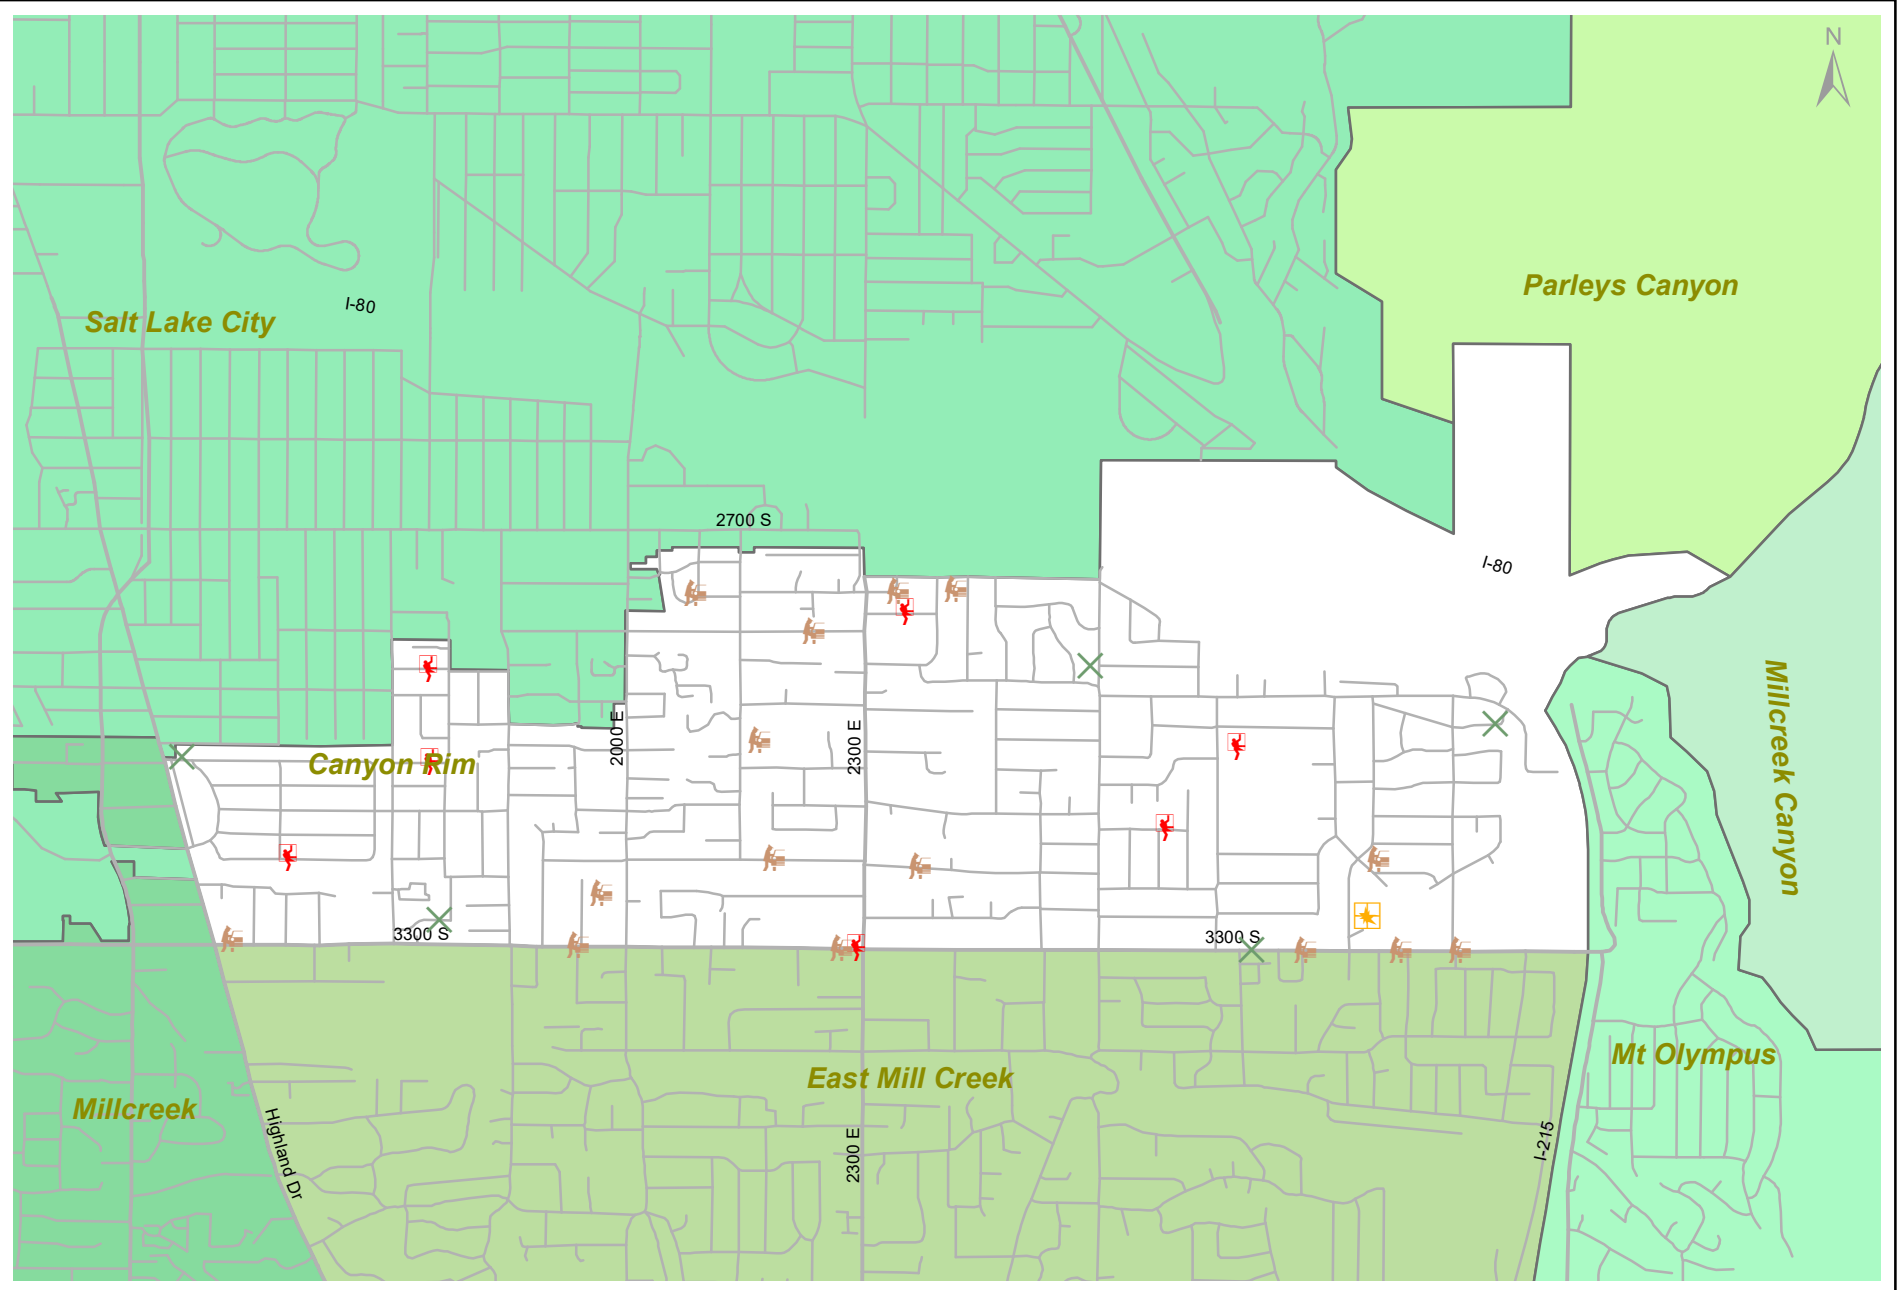 N
Parleys Canyon
I-80
Salt Lake City
2700 S
I-80
Millcreek Canyon
2000 E
2300 E
Canyon Rim
3300 S
3300 S
Mt Olympus
East Mill Creek
Millcreek
Highland Dr
2300 E
I-215